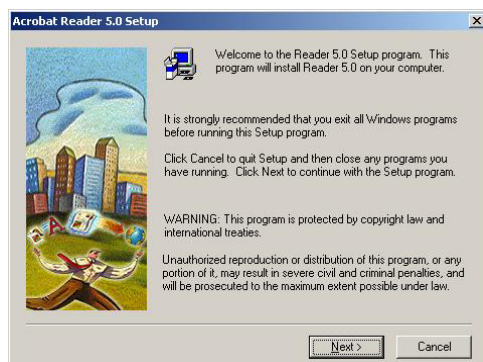 Acrobat Reader 5.0 Setup
Welcome to the Reader 5.0 Setup program. This
program will install Reader 5.0 on your computer.
It is strongly recommended that you exit all Windows programs
before running this Setup program.
Click Cancel to quit Setup and then close any programs you
have running. Click Next to continue with the Setup program.
WARNING: This program is protected by copyright law and
international treaties.
Unauthorized reproduction or distribution of this program, or any
portion of it, may result in severe civil and criminal penalties, and
will be prosecuted to the maximum extent possible under law.
Next >
Cancel